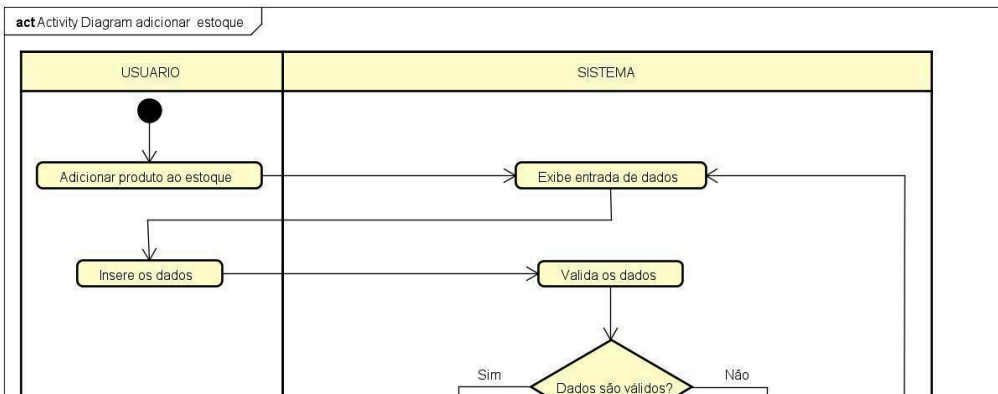 act Activity Diagram adicionar estoque
USUARIO
SISTEMA
Adicionar produto ao estoque
Exibe entrada de dados
Insere os dados
Valida os dados
Sim
Não
Dados são válidos?